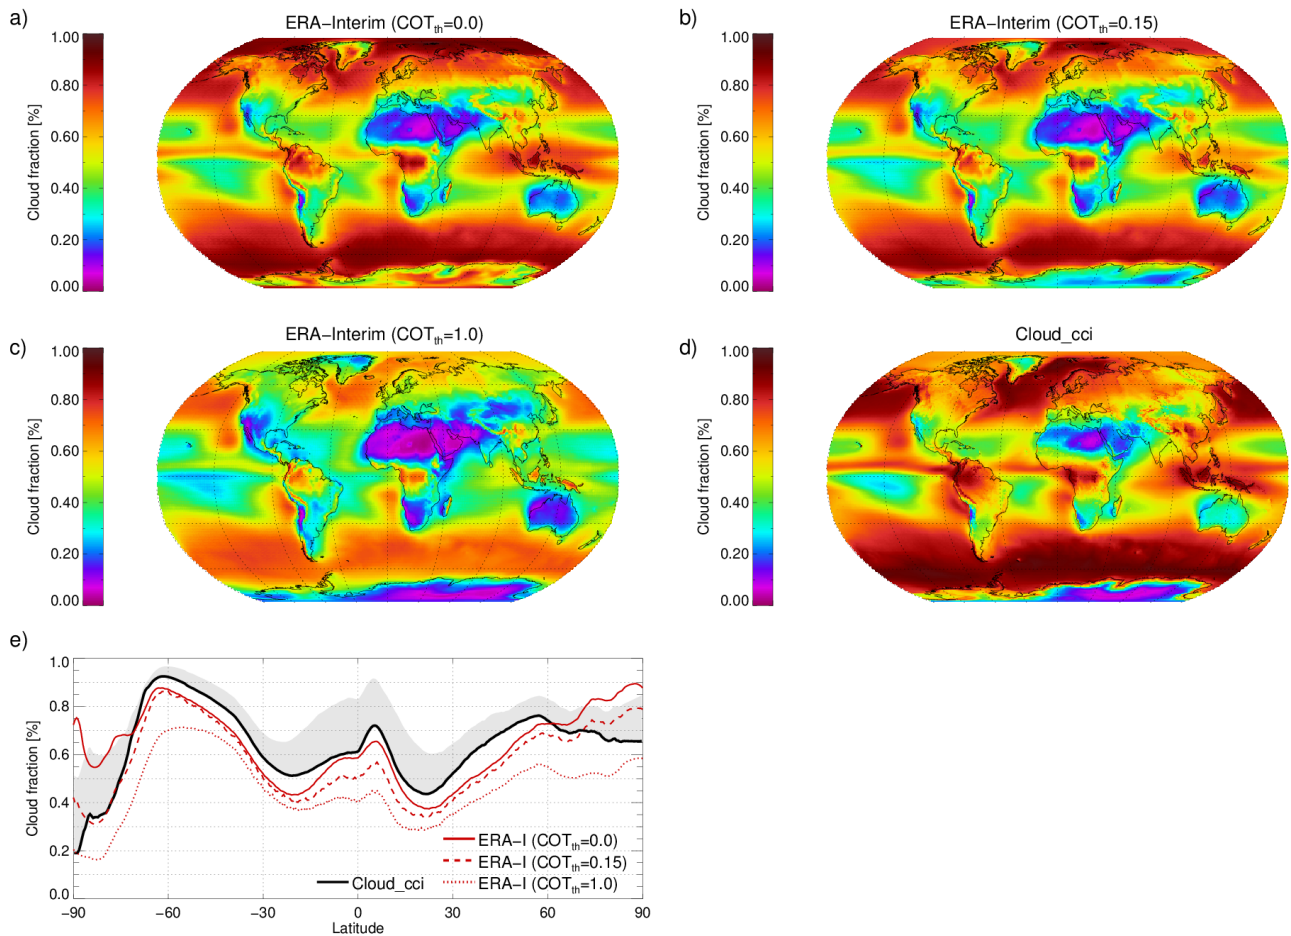 a)
ERA−Interim (COTth=0.0)
1.00
0.80
0.60
0.40
0.20
0.00
Cloud fraction [%]
b)
ERA−Interim (COTth=0.15)
1.00
0.80
0.60
0.40
0.20
0.00
Cloud fraction [%]
c)
ERA−Interim (COTth=1.0)
1.00
0.80
0.60
0.40
0.20
0.00
Cloud fraction [%]
d)
Cloud_cci
1.00
0.80
0.60
0.40
0.20
0.00
Cloud fraction [%]
e)
1.0
0.8
0.6
0.4
0.2
0.0
Cloud fraction [%]
ERA−I (COTth=0.0)
ERA−I (COTth=0.15)
Cloud_cci
ERA−I (COTth=1.0)
−90 −60 −30 0 30 60 90
Latitude